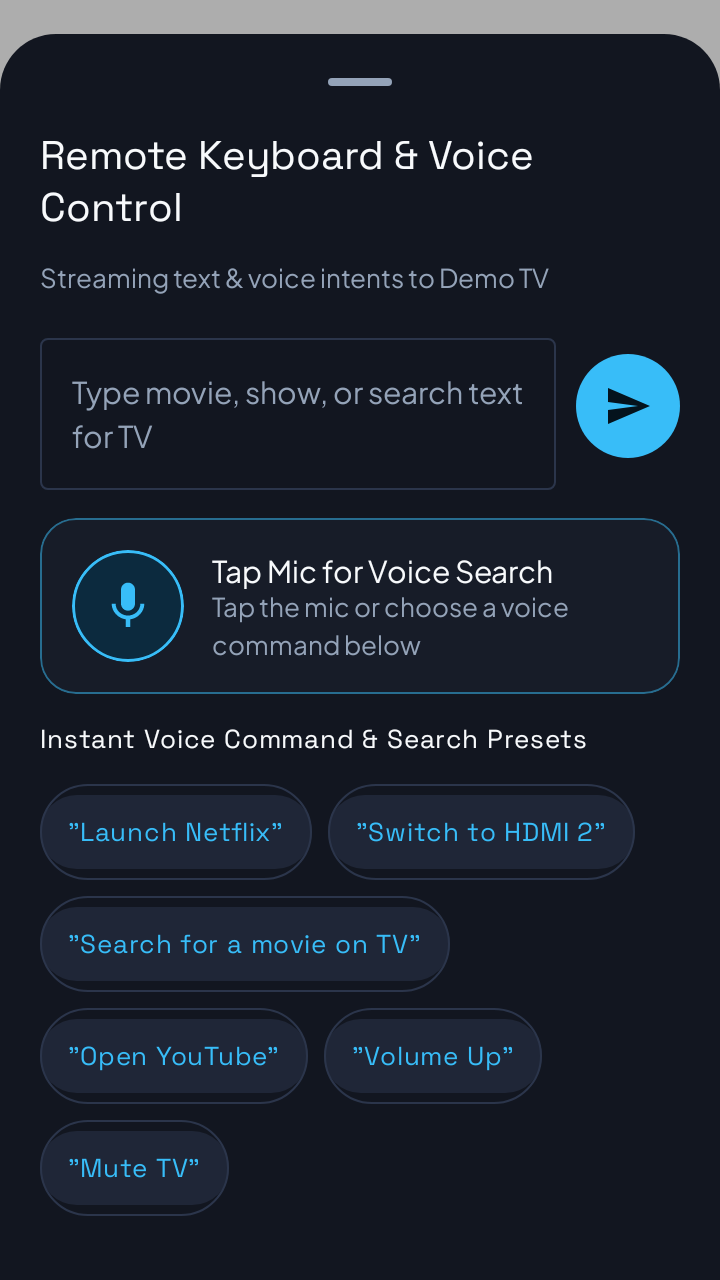 Remote Keyboard & Voice
Control
Streaming text & voice intents to Demo TV
Type movie, show, or search text
for TV
Tap Mic for Voice Search
Tap the mic or choose a voice
command below
Instant Voice Command & Search Presets
”Launch Netflix”
”Switch to HDMI 2”
”Search for a movie on TV”
”Open YouTube”
”Volume Up”
”Mute TV”